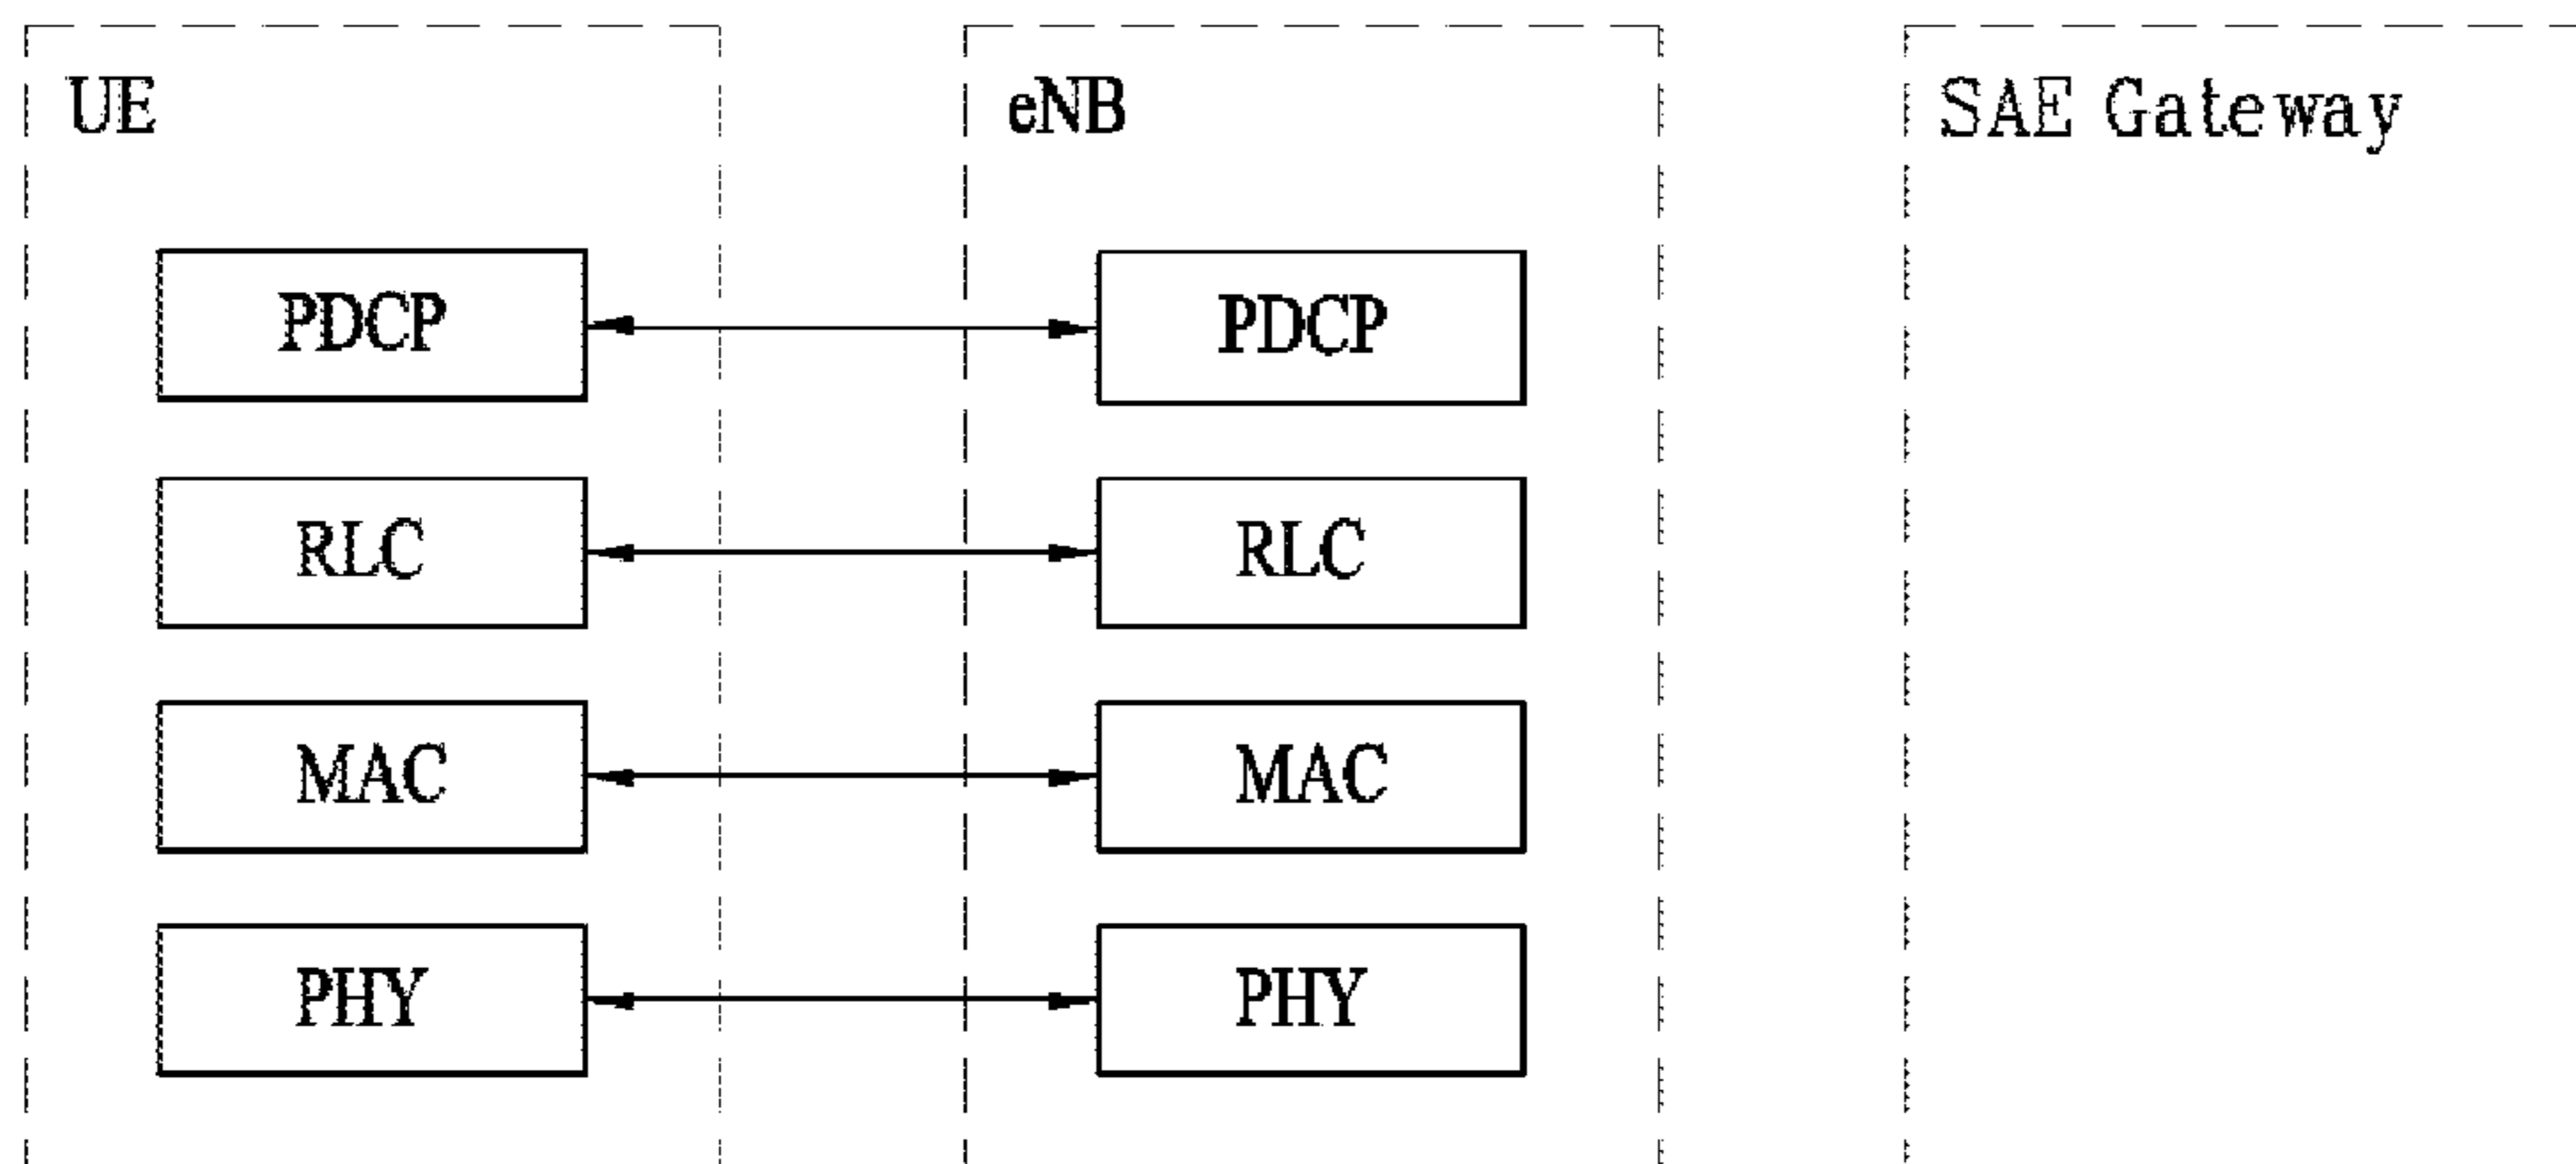 UE
eNB
SAE Gateway
PDCP
PDCP
RLC
RLC
MAC
MAC
PHY
PHY